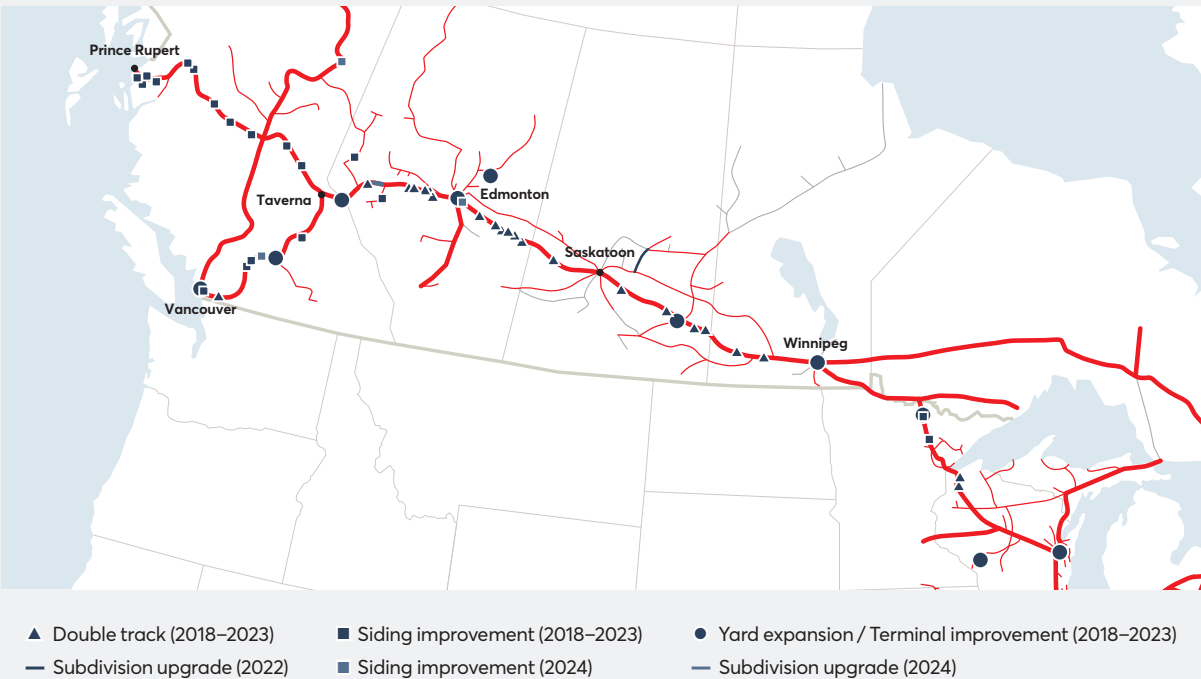 Prince Rupert
Taverna
Edmonton
Saskatoon
Vancouver
Winnipeg
Double track (2018–2023)
Siding improvement (2018–2023)
Yard expansion / Terminal improvement (2018–2023)
Subdivision upgrade (2022)
Siding improvement (2024)
Subdivision upgrade (2024)